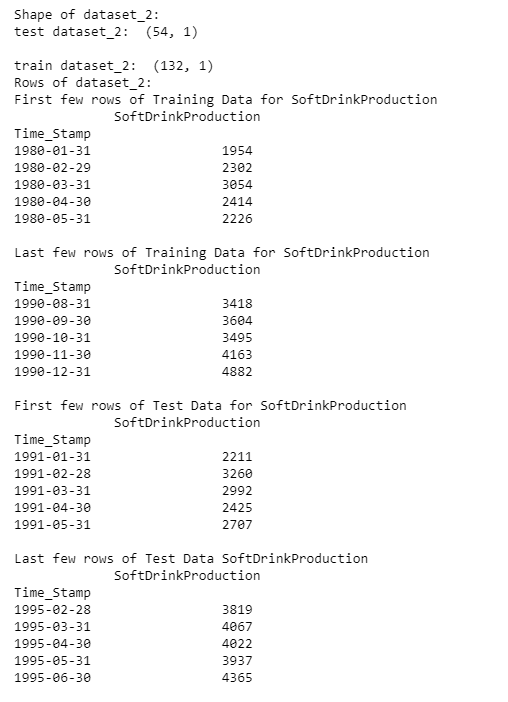 Shape of dataset_2:
test dataset_2:  (54, 1)
train dataset_2:  (132, 1)
Rows of dataset_2:
First few rows of Training Data for SoftDrinkProduction
SoftDrinkProduction
Time_Stamp
1980-01-31 1954
1980-02-29 2302
1980-03-31 3054
1980-04-30 2414
1980-05-31 2226
Last few rows of Training Data for SoftDrinkProduction
SoftDrinkProduction
Time_Stamp
1990-08-31 3418
1990-09-30 3604
1990-10-31 3495
1990-11-30 4163
1990-12-31 4882
First few rows of Test Data for SoftDrinkProduction
SoftDrinkProduction
Time_Stamp
1991-01-31 2211
1991-02-28 3260
1991-03-31 2992
1991-04-30 2425
1991-05-31 2707
Last few rows of Test Data SoftDrinkProduction
SoftDrinkProduction
Time_Stamp
1995-02-28 3819
1995-03-31 4067
1995-04-30 4022
1995-05-31 3937
1995-06-30 4365